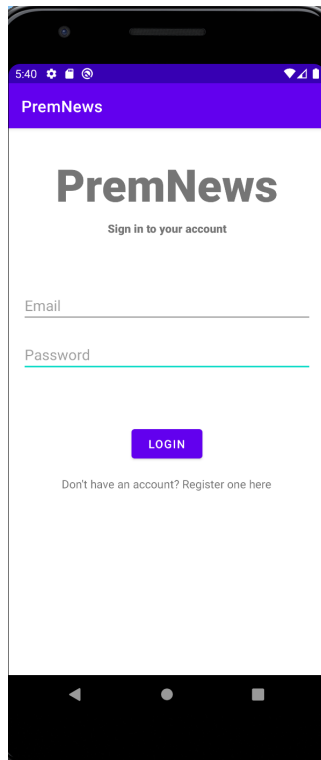 5:40
PremNews
PremNews
Sign in to your account
Email
Password
LOGIN
Don't have an account? Register one here